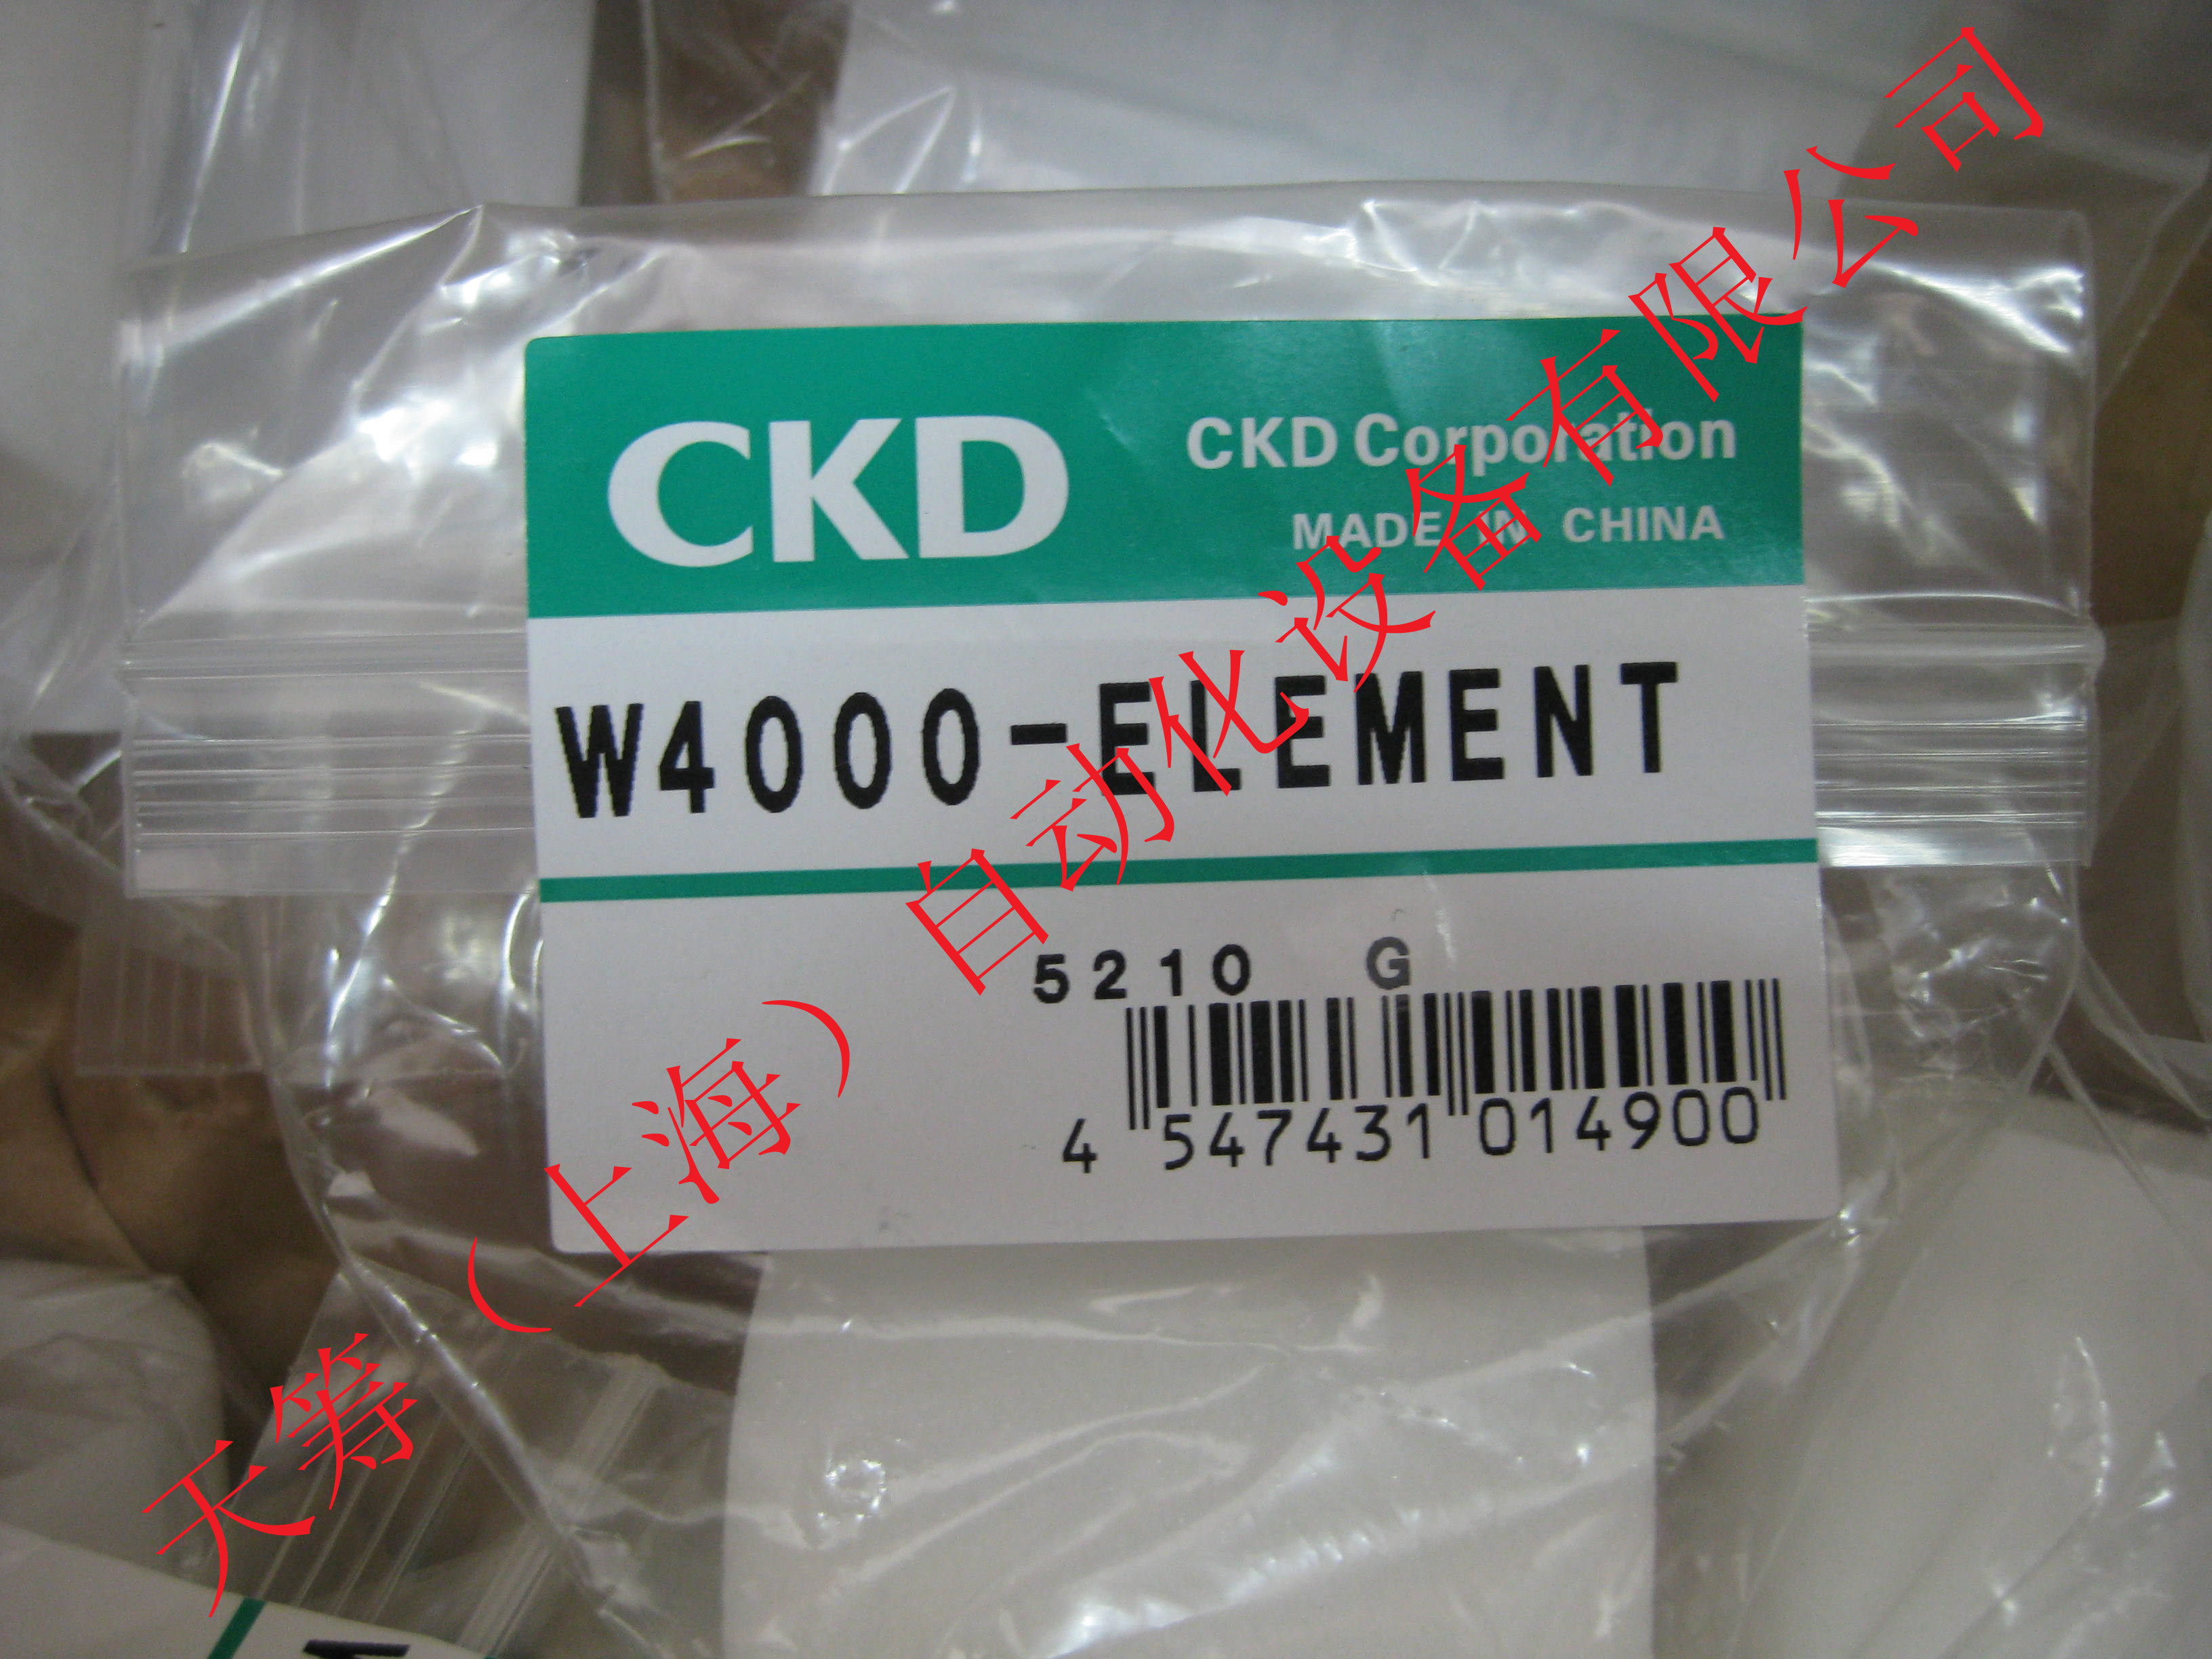 CKD
CKD Corporation
MADE IN CHINA
W4000-ELEMENT
5210 G
4 547431 014900
天筹（上海）自动化设备有限公司